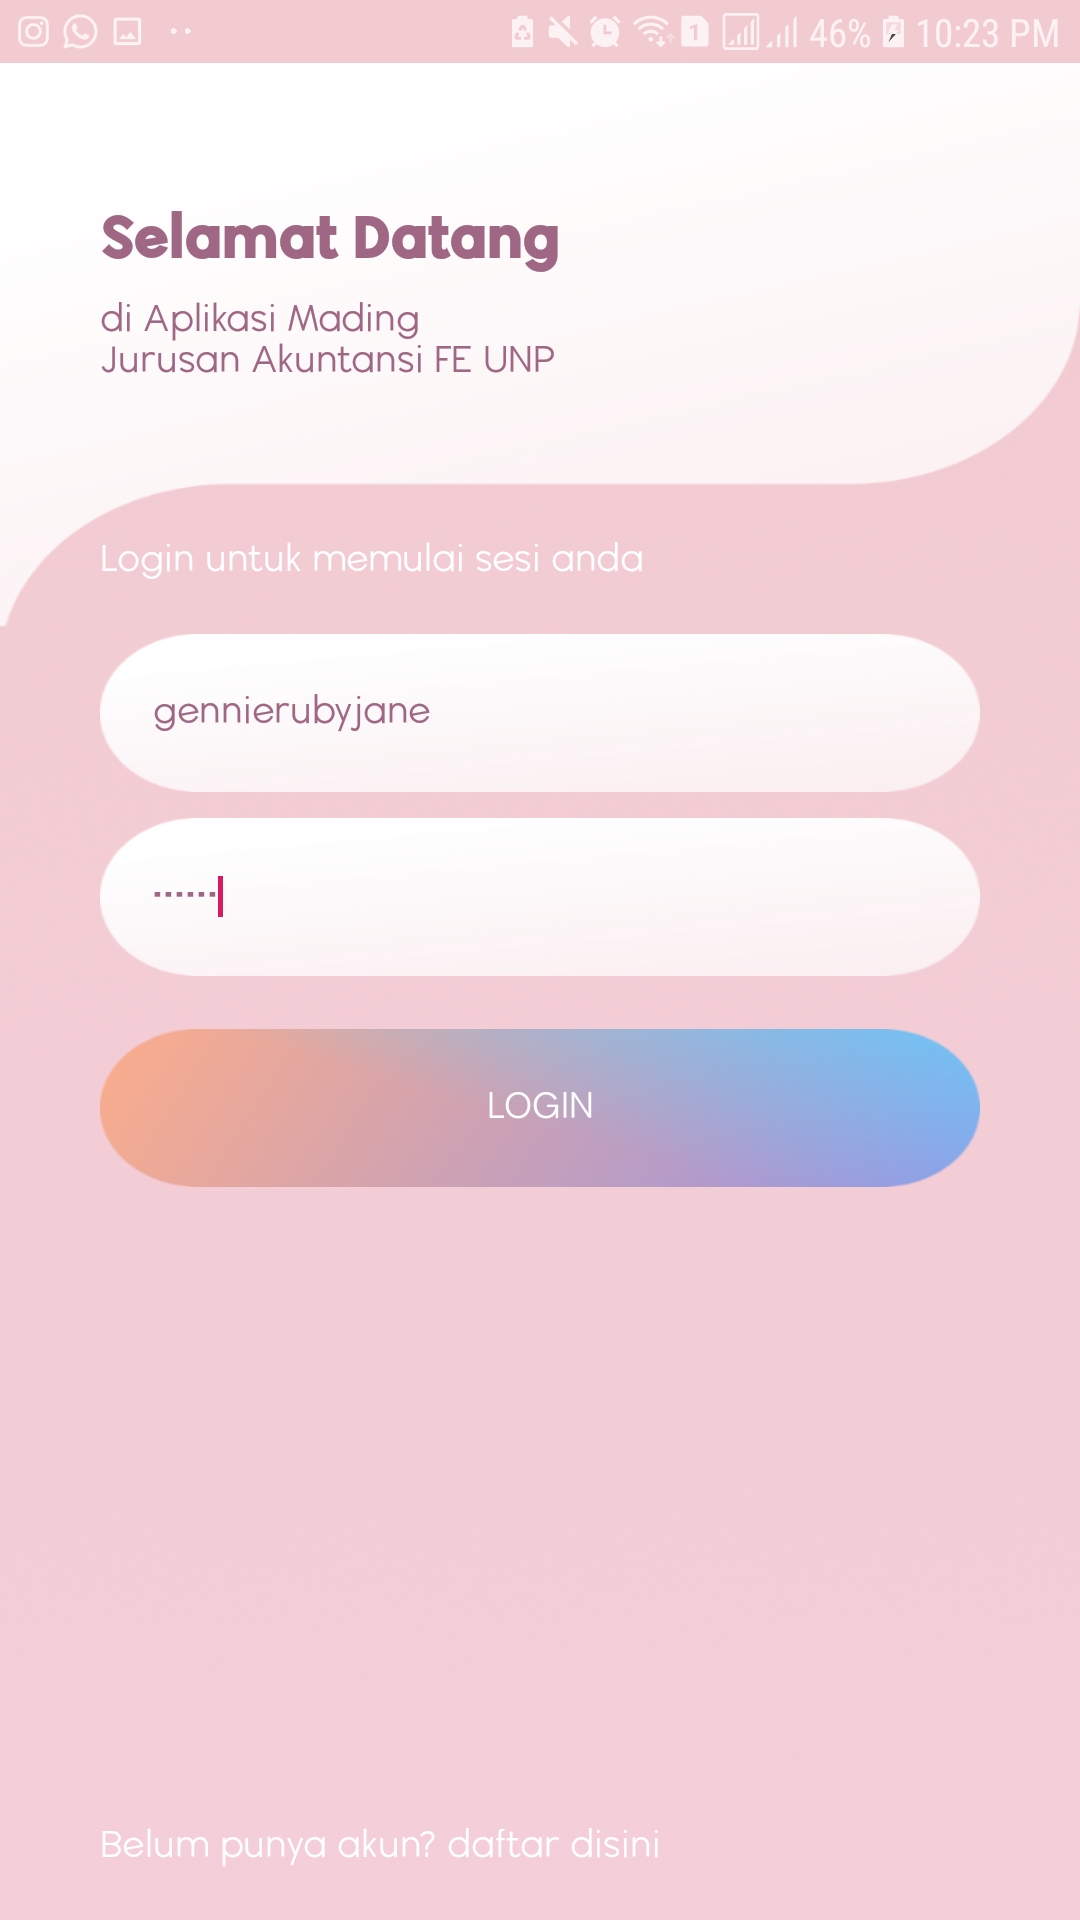 46% 10:23 PM
Selamat Datang
di Aplikasi Mading
Jurusan Akuntansi FE UNP
Login untuk memulai sesi anda
gennierubyjane
······
LOGIN
Belum punya akun? daftar disini